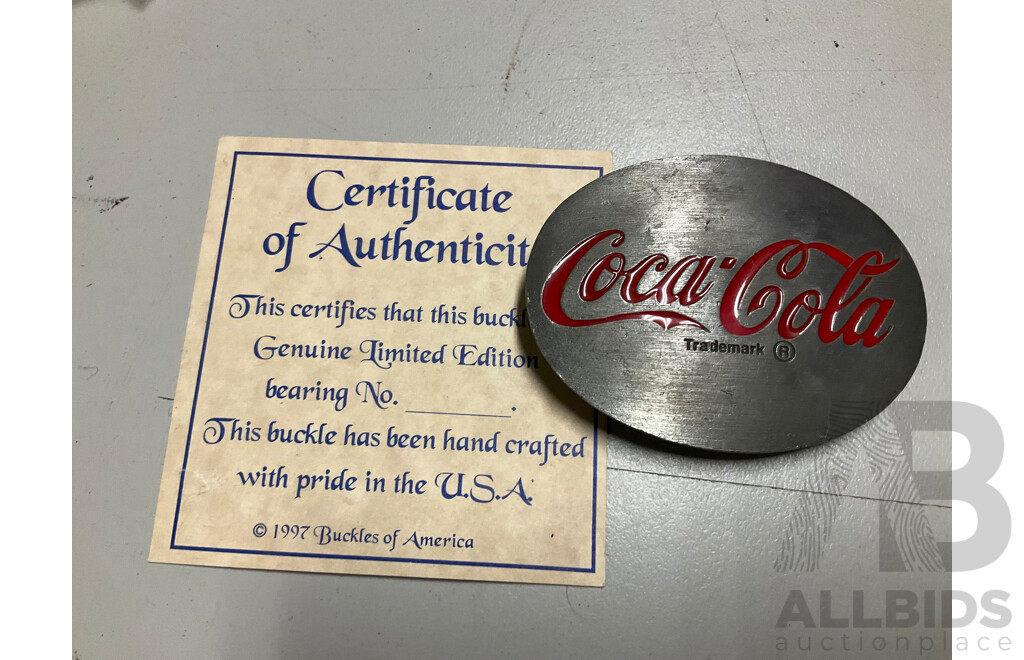 Certificate
of Authenticit
This certifies that this buckl
Genuine Limited Edition
bearing No. ________.
This buckle has been hand crafted
with pride in the U.S.A.
© 1997 Buckles of America
Coca-Cola
Trademark ®
AB
ALLBIDS
auctionplace